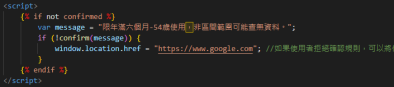 <script>
{% if not confirmed %}
var message = "限年滿六個月-54歲使用，非區間範圍可能查無資料。";
if (!confirm(message)) {
window.location.href = "https://www.google.com"; //如果使用者拒絕確認規則，可以將
}
{% endif %}
</script>